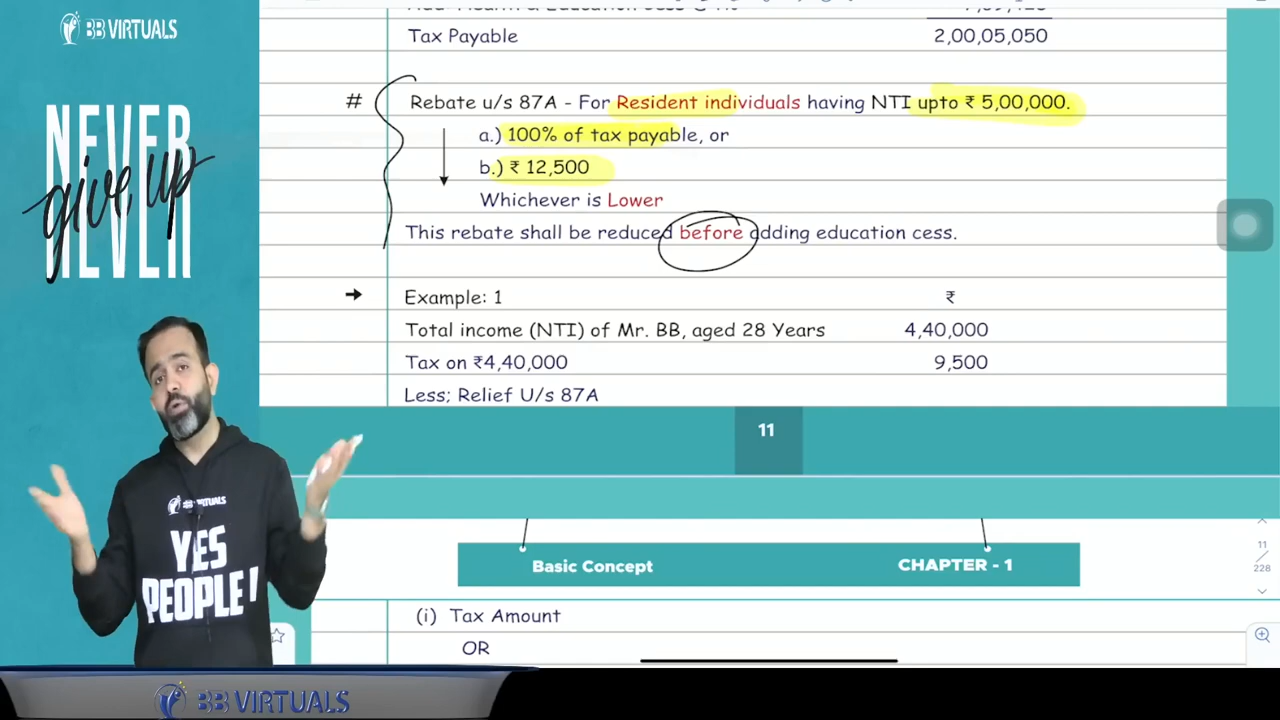 BB VIRTUALS
NEVER
give up
NEVER
Tax Payable 2,00,05,050
# Rebate u/s 87A - For Resident individuals having NTI upto ₹ 5,00,000.
a.) 100% of tax payable, or
b.) ₹ 12,500
Whichever is Lower
This rebate shall be reduced before adding education cess.
➔ Example: 1 ₹
Total income (NTI) of Mr. BB, aged 28 Years 4,40,000
Tax on ₹4,40,000 9,500
Less; Relief U/s 87A
11
Basic Concept CHAPTER - 1
(i) Tax Amount
OR
11
/
228
BB VIRTUALS
YES
PEOPLE!
BB VIRTUALS